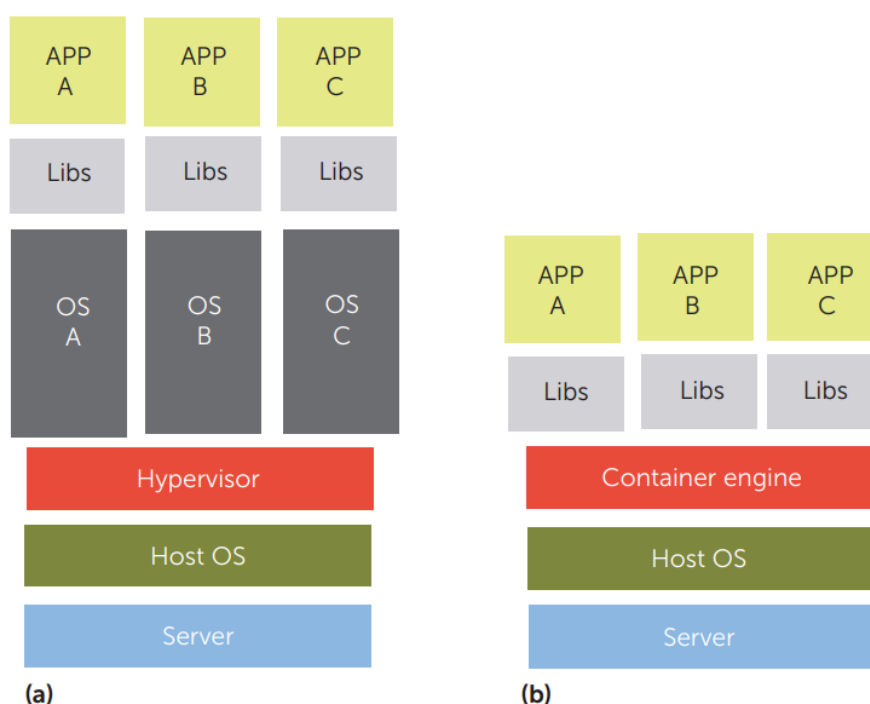 APP
A
APP
B
APP
C
Libs
Libs
Libs
OS
A
OS
B
OS
C
Hypervisor
Host OS
Server
(a)
APP
A
APP
B
APP
C
Libs
Libs
Libs
Container engine
Host OS
Server
(b)